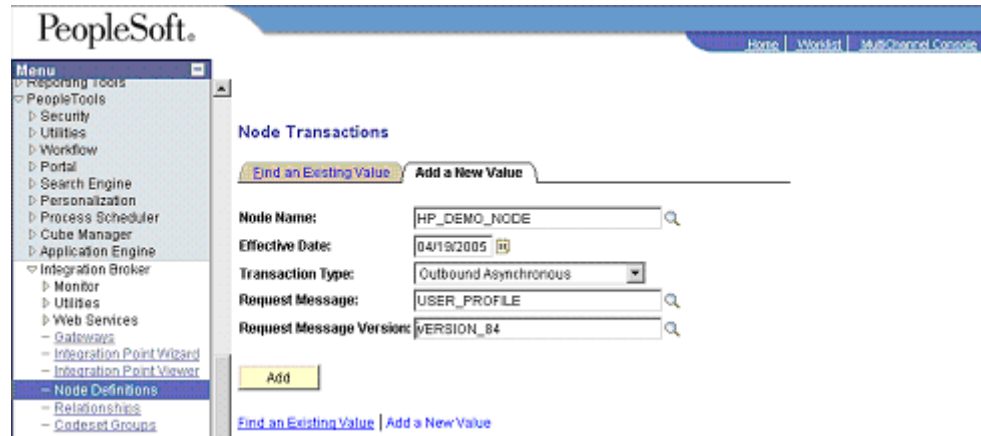 PeopleSoft.
Home | Worklist | MultiChannel Console
Menu
Reporting Tools
PeopleTools
Security
Utilities
Workflow
Portal
Search Engine
Personalization
Process Scheduler
Cube Manager
Application Engine
Integration Broker
Monitor
Utilities
Web Services
Gateways
Integration Point Wizard
Integration Point Viewer
Node Definitions
Relationships
Codeset Groups
Node Transactions
Find an Existing Value
Add a New Value
Node Name: HP_DEMO_NODE
Effective Date: 04/19/2005
Transaction Type: Outbound Asynchronous
Request Message: USER_PROFILE
Request Message Version: vERSION_84
Add
Find an Existing Value | Add a New Value